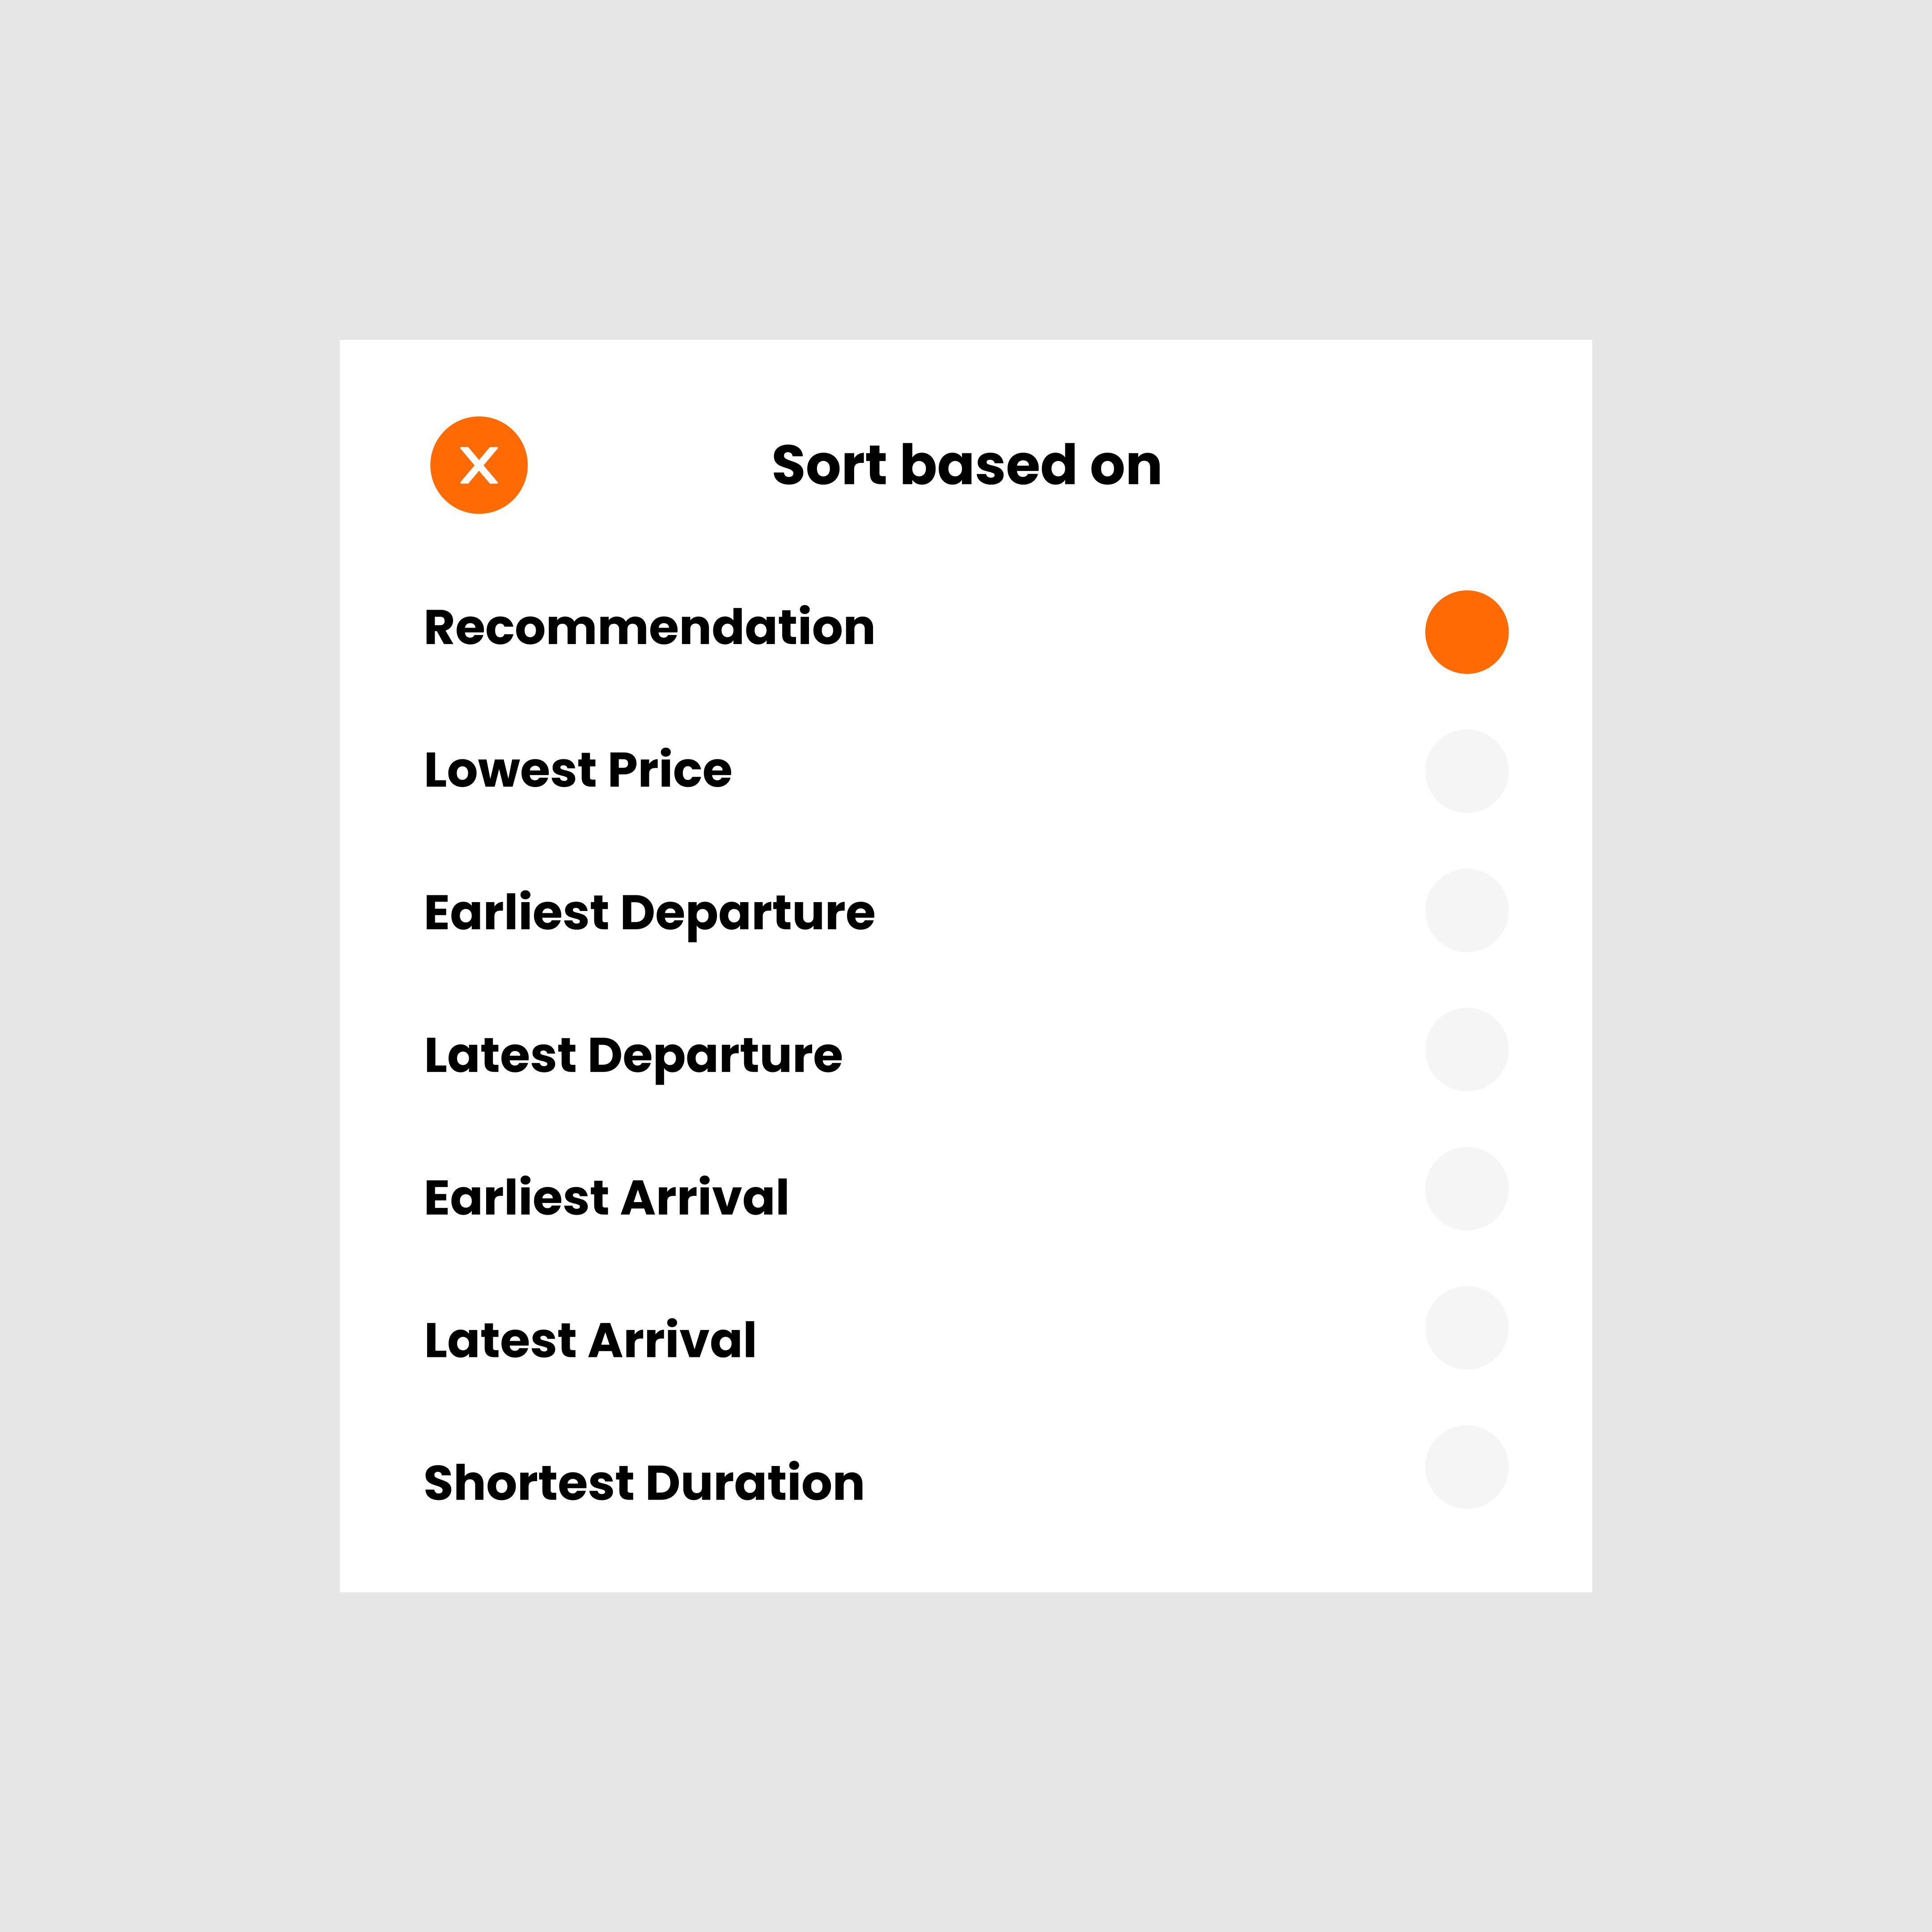 X
Sort based on
Recommendation
Lowest Price
Earliest Departure
Latest Departure
Earliest Arrival
Latest Arrival
Shortest Duration